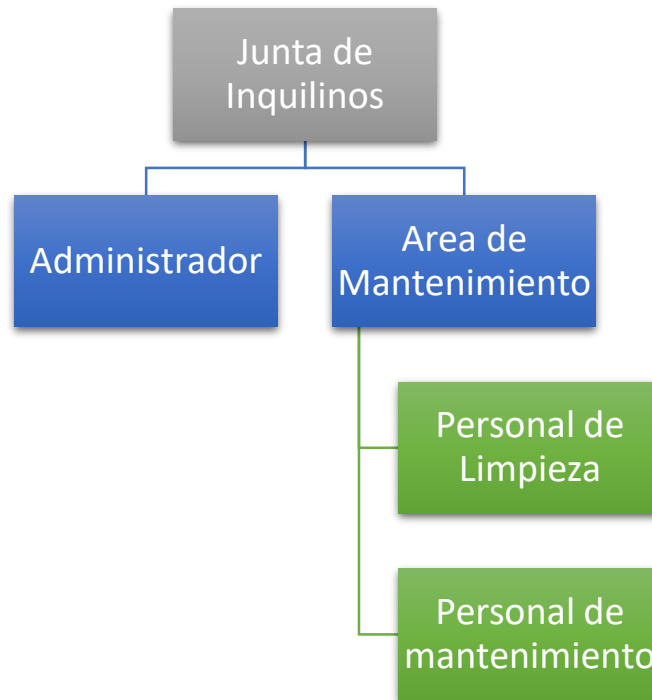 Junta de
Inquilinos
Administrador
Area de
Mantenimiento
Personal de
Limpieza
Personal de
mantenimiento